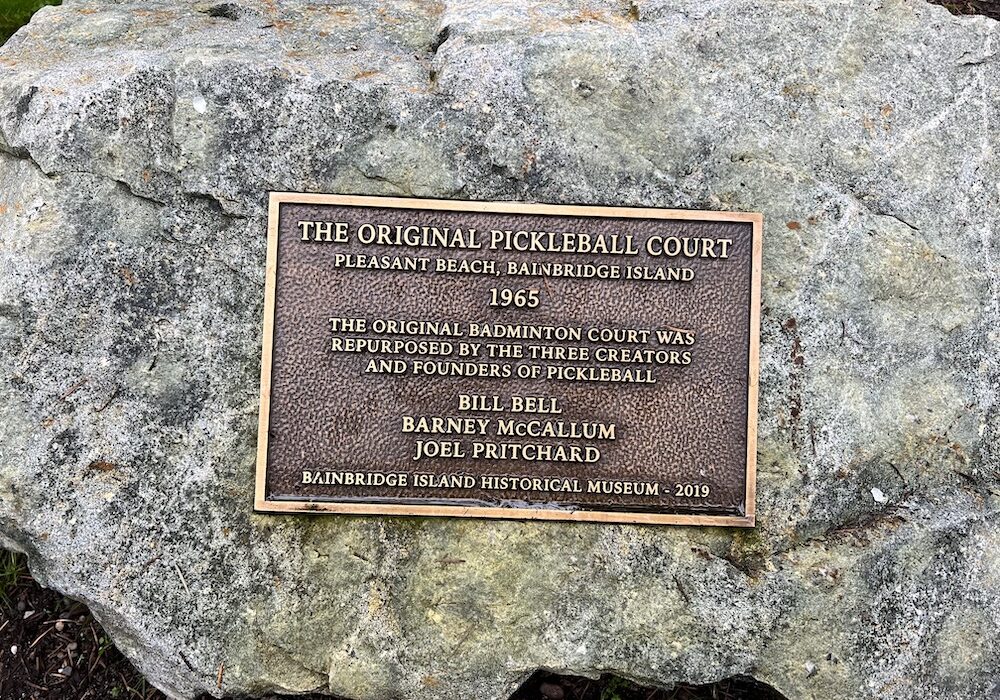 THE ORIGINAL PICKLEBALL COURT
PLEASANT BEACH, BAINBRIDGE ISLAND
1965
THE ORIGINAL BADMINTON COURT WAS
REPURPOSED BY THE THREE CREATORS
AND FOUNDERS OF PICKLEBALL
BILL BELL
BARNEY McCALLUM
JOEL PRITCHARD
BAINBRIDGE ISLAND HISTORICAL MUSEUM - 2019